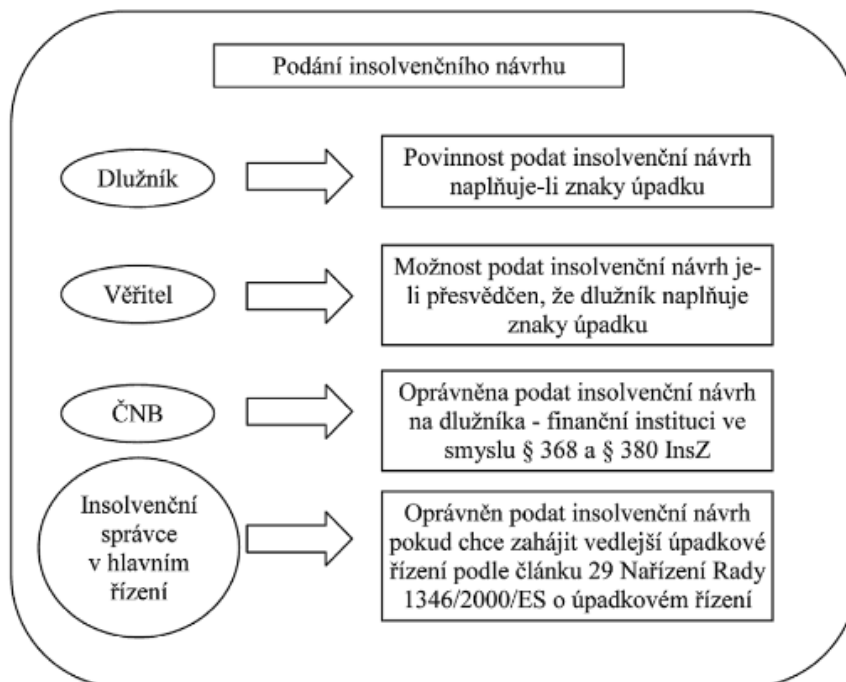 Podání insolvenčního návrhu
Dlužník
Povinnost podat insolvenční návrh
naplňuje-li znaky úpadku
Věřitel
Možnost podat insolvenční návrh je-
li přesvědčen, že dlužník naplňuje
znaky úpadku
ČNB
Oprávněna podat insolvenční návrh
na dlužníka - finanční instituci ve
smyslu § 368 a § 380 InsZ
Insolvenční
správce
v hlavním
řízení
Oprávněn podat insolvenční návrh
pokud chce zahájit vedlejší úpadkové
řízení podle článku 29 Nařízení Rady
1346/2000/ES o úpadkovém řízení